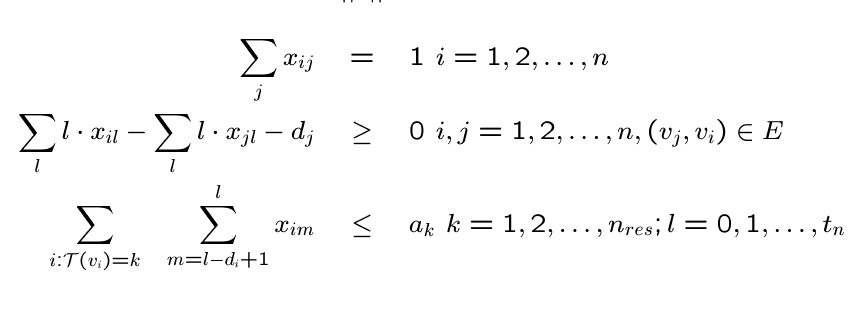 ∑_j x_{ij} = 1 i = 1, 2, . . . , n
∑_l l · x_{il} − ∑_l l · x_{jl} − d_j ≥ 0 i, j = 1, 2, . . . , n, (v_j, v_i) ∈ E
∑_{i:𝒯(v_i)=k} ∑_{m=l−d_i+1}^{l} x_{im} ≤ a_k k = 1, 2, . . . , n_{res}; l = 0, 1, . . . , t_n